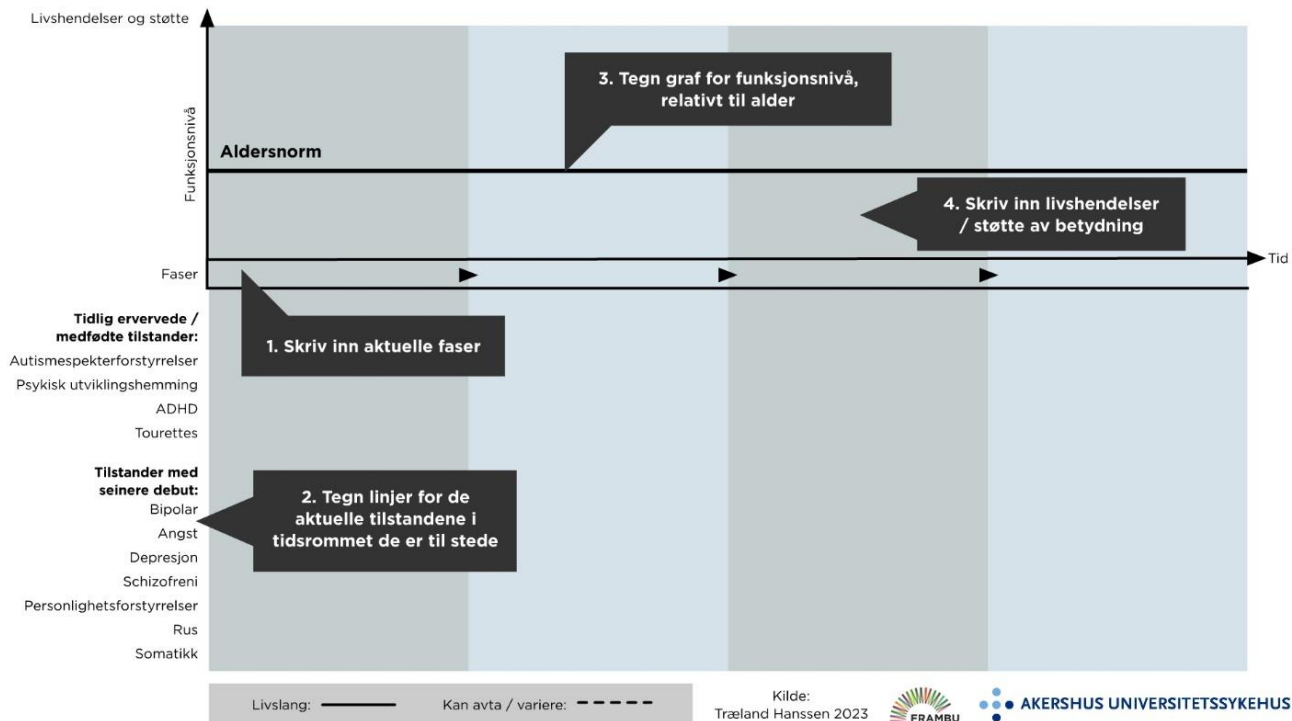 Livshendelser og støtte
Funksjonsnivå
3. Tegn graf for funksjonsnivå,
relativt til alder
Aldersnorm
4. Skriv inn livshendelser
/ støtte av betydning
Tid
Faser
1. Skriv inn aktuelle faser
Tidlig ervervede /
medfødte tilstander:
Autismespekterforstyrrelser
Psykisk utviklingshemming
ADHD
Tourettes
Tilstander med
seinere debut:
Bipolar
Angst
Depresjon
Schizofreni
Personlighetsforstyrrelser
Rus
Somatikk
2. Tegn linjer for de
aktuelle tilstandene i
tidsrommet de er til stede
Livslang:
Kan avta / variere:
Kilde:
Træland Hanssen 2023
FRAMBU
AKERSHUS UNIVERSITETSSYKEHUS